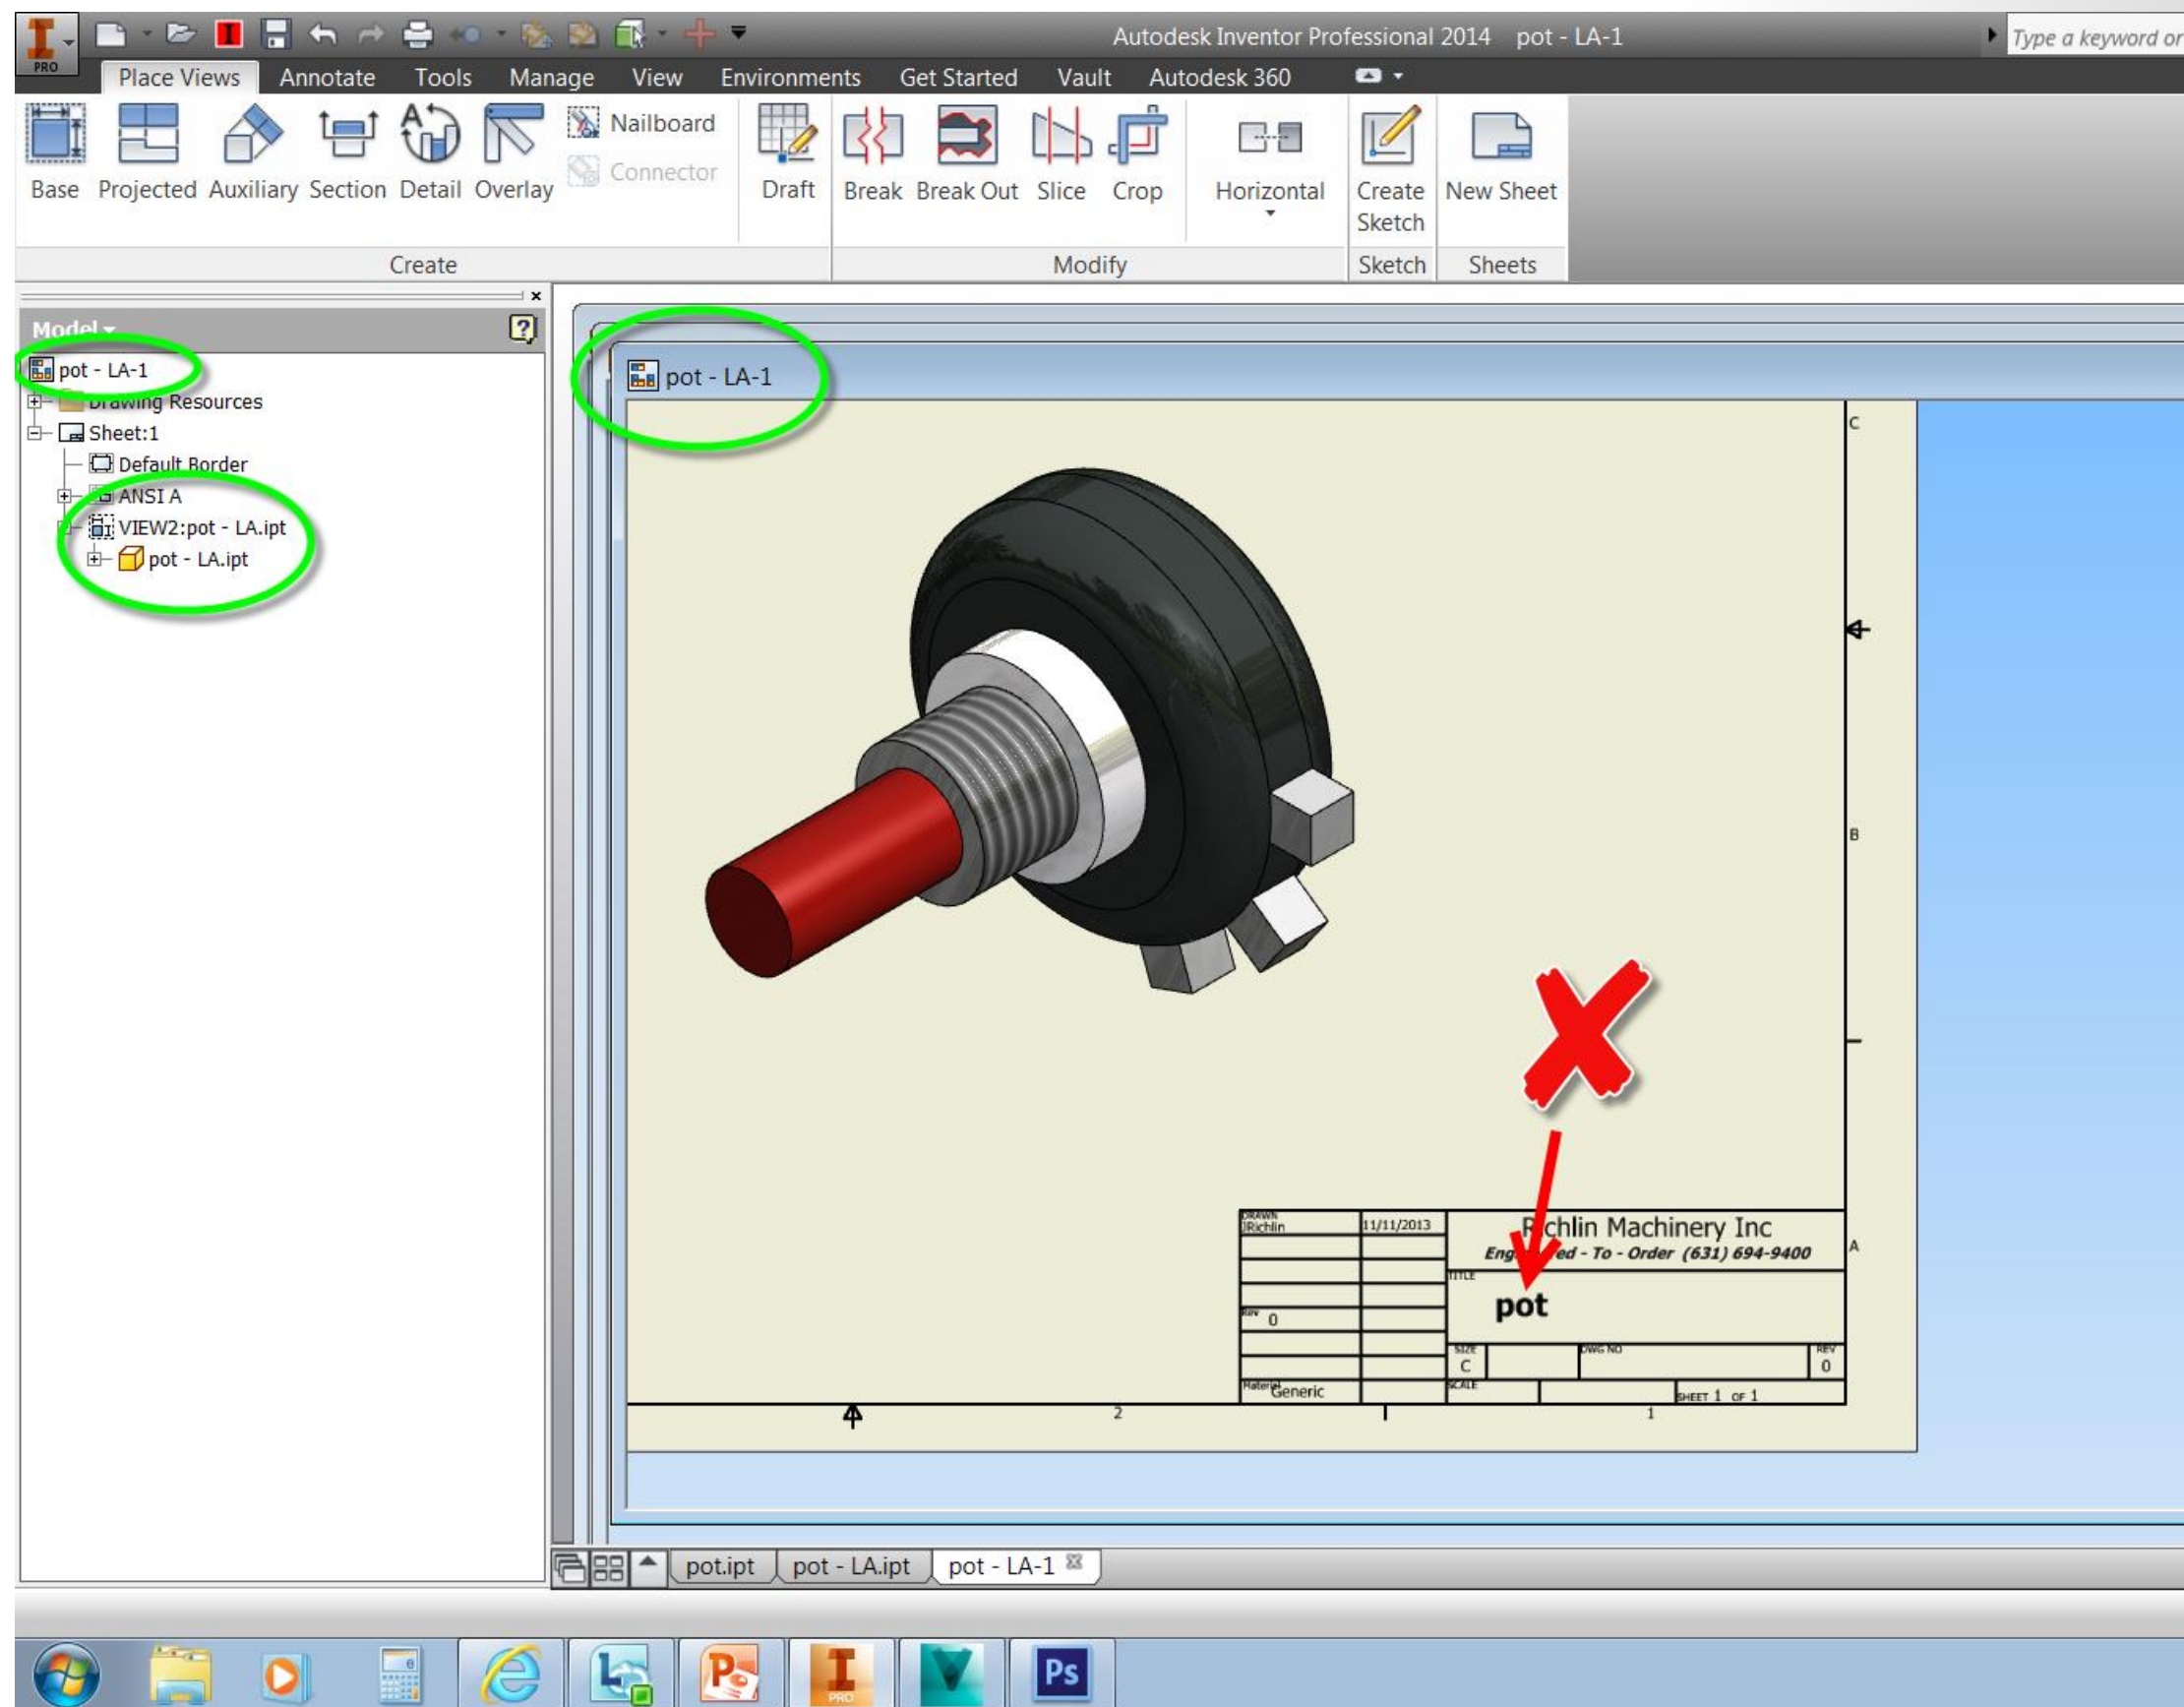 PRO
Autodesk Inventor Professional 2014 pot - LA-1
Type a keyword or
Place Views Annotate Tools Manage View Environments Get Started Vault Autodesk 360
Nailboard
Connector
Base Projected Auxiliary Section Detail Overlay Draft Break Break Out Slice Crop Horizontal Create Sketch New Sheet
Create Modify Sketch Sheets
Model
pot - LA-1
Drawing Resources
Sheet:1
Default Border
ANSI A
VIEW2:pot - LA.ipt
pot - LA.ipt
pot - LA-1
C
B
A
DRAWN
JRichlin
11/11/2013
Machinery Inc
- To - Order (631) 694-9400
TITLE
pot
Rev 0
SIZE
C
DWG NO
REV
0
Material
Generic
SCALE
SHEET 1 OF 1
2
1
pot.ipt pot - LA.ipt pot - LA-1
PRO
Ps